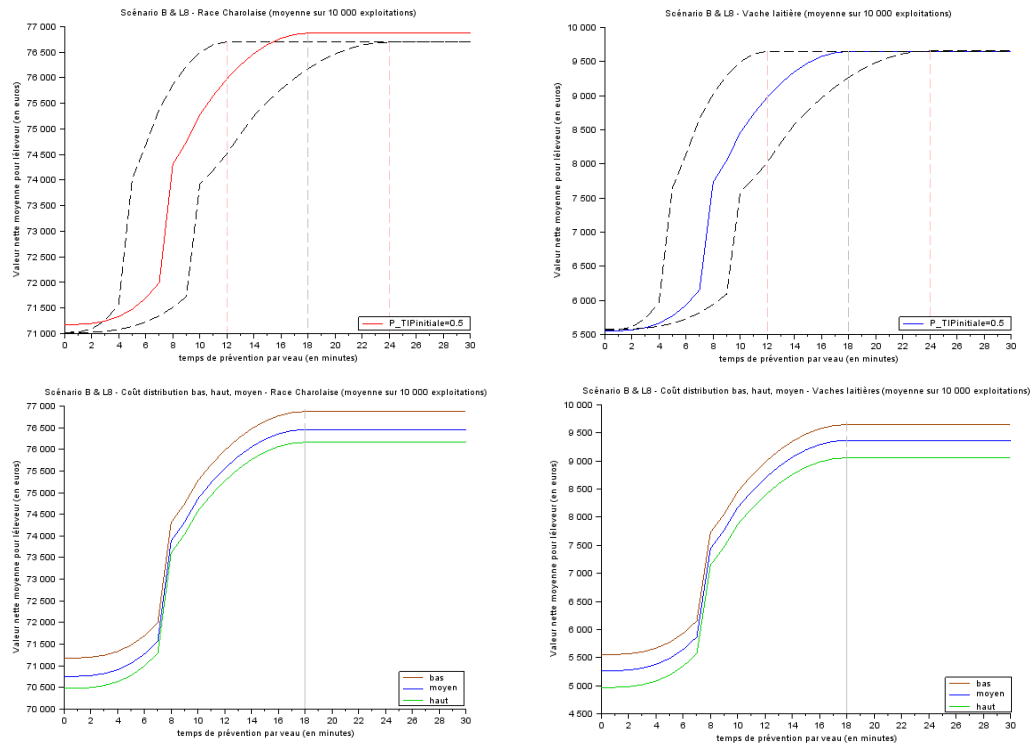 Scénario B & L8 - Race Charolaise (moyenne sur 10 000 exploitations)
Valeur nette moyenne pour léleveur (en euros)
77 000
76 500
76 000
75 500
75 000
74 500
74 000
73 500
73 000
72 500
72 000
71 500
71 000
P_TIPinitiale=0.5
0 2 4 6 8 10 12 14 16 18 20 22 24 26 28 30
temps de prévention par veau (en minutes)
Scénario B & L8 - Vache laitière (moyenne sur 10 000 exploitations)
Valeur nette moyenne pour léleveur (en euros)
10 000
9 500
9 000
8 500
8 000
7 500
7 000
6 500
6 000
5 500
P_TIPinitiale=0.5
0 2 4 6 8 10 12 14 16 18 20 22 24 26 28 30
temps de prévention par veau (en minutes)
Scénario B & L8 - Coût distribution bas, haut, moyen - Race Charolaise (moyenne sur 10 000 exploitations)
Valeur nette moyenne pour léleveur (en euros)
77 000
76 500
76 000
75 500
75 000
74 500
74 000
73 500
73 000
72 500
72 000
71 500
71 000
70 500
70 000
bas
moyen
haut
0 2 4 6 8 10 12 14 16 18 20 22 24 26 28 30
temps de prévention par veau (en minutes)
Scénario B & L8 - Coût distribution bas, haut, moyen - Vaches laitières (moyenne sur 10 000 exploitations)
Valeur nette moyenne pour léleveur (en euros)
10 000
9 500
9 000
8 500
8 000
7 500
7 000
6 500
6 000
5 500
5 000
4 500
bas
moyen
haut
0 2 4 6 8 10 12 14 16 18 20 22 24 26 28 30
temps de prévention par veau (en minutes)